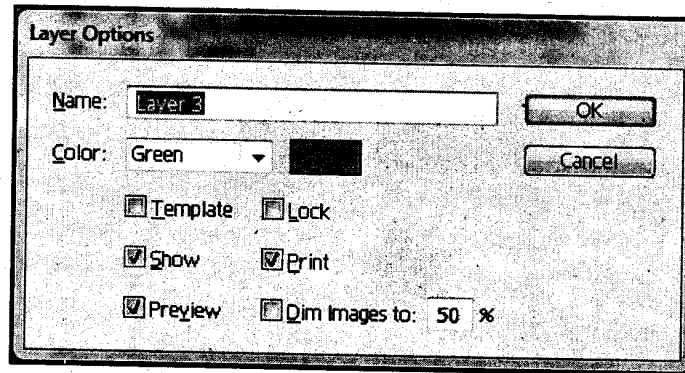 Layer Options
Name: Layer 3 OK
Color: Green Cancel
Template Lock
Show Print
Preview Dim Images to: 50 %